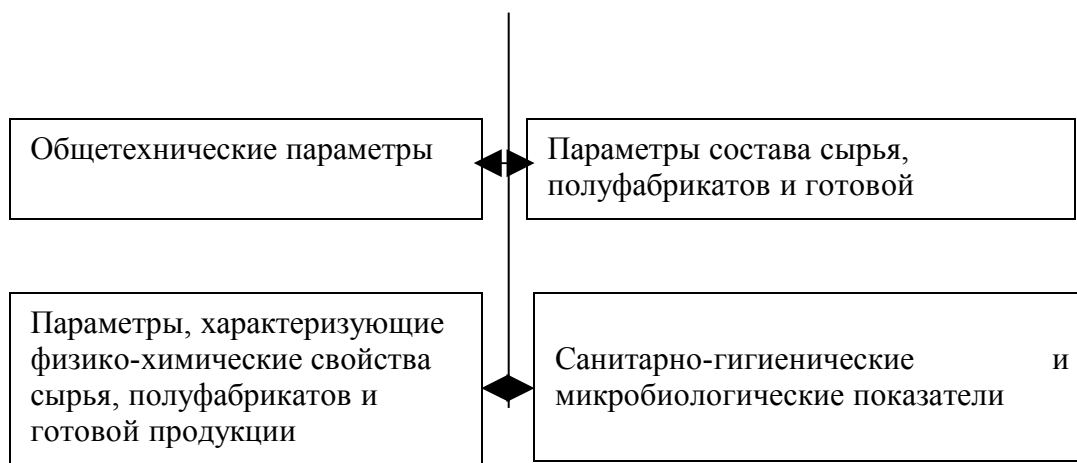 Общетехнические параметры
Параметры состава сырья,
полуфабрикатов и готовой
Параметры, характеризующие
физико-химические свойства
сырья, полуфабрикатов и
готовой продукции
Санитарно-гигиенические и
микробиологические показатели